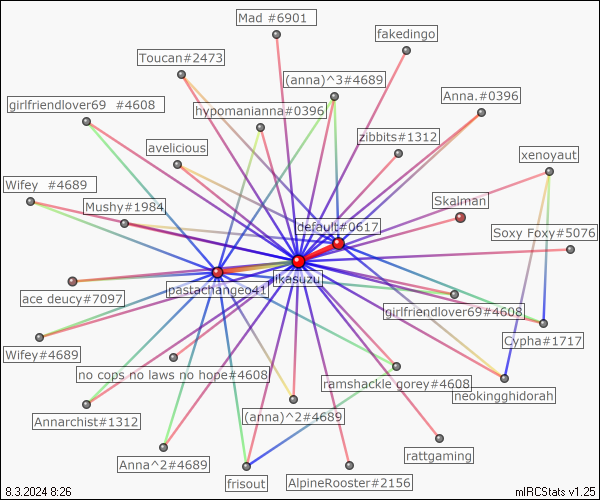 Mad #6901
fakedingo
Toucan#2473
(anna)^3#4689
girlfriendlover69 #4608
hypomanianna#0396
Anna.#0396
zibbits#1312
avelicious
xenoyaut
Wifey #4689
Mushy#1984
Skalman
default#0617
Soxy Foxy#5076
likasuzu
pastachangeo41
ace deucy#7097
girlfriendlover69#4608
Cypha#1717
Wifey#4689
no cops no laws no hope#4608
ramshackle gorey#4608
neokingghidorah
(anna)^2#4689
Annarchist#1312
rattgaming
Anna^2#4689
frisout
AlpineRooster#2156
8.3.2024 8:26
mIRCStats v1.25